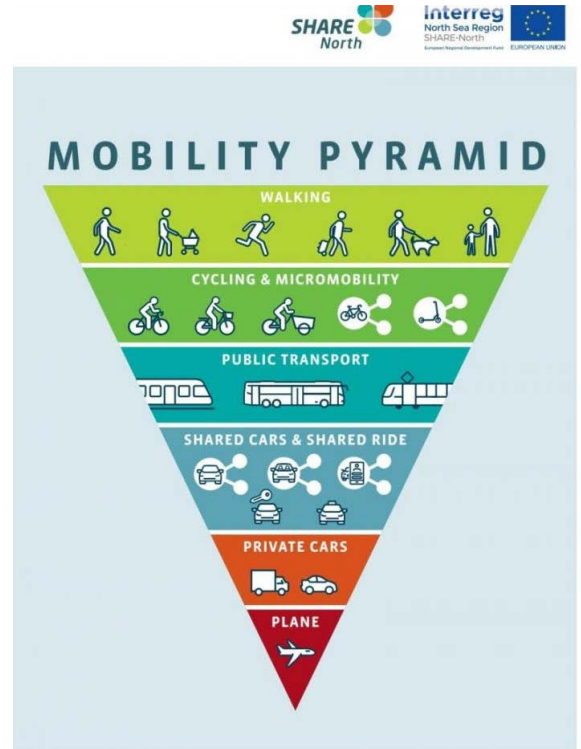 SHARE
North
Interreg
North Sea Region
SHARE-North
European Regional Development Fund
EUROPEAN UNION
MOBILITY PYRAMID
WALKING
CYCLING & MICROMOBILITY
PUBLIC TRANSPORT
SHARED CARS & SHARED RIDE
PRIVATE CARS
PLANE